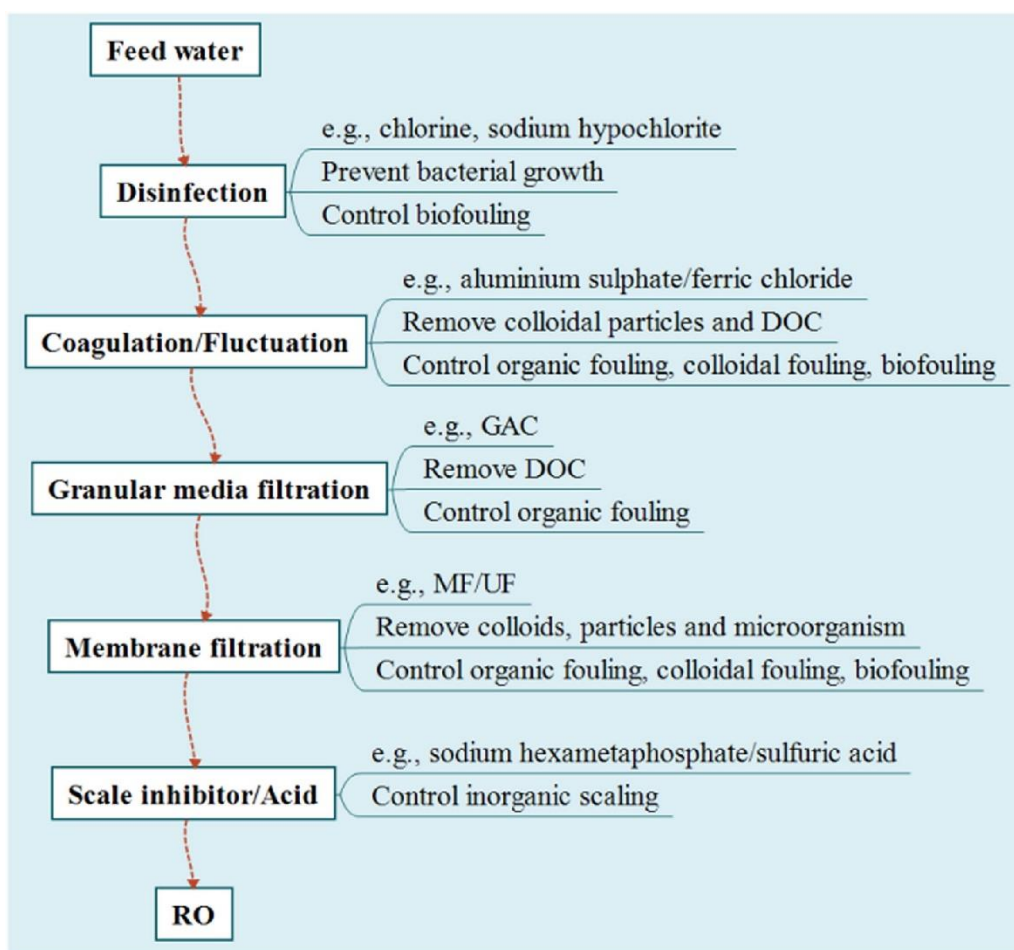 Feed water
e.g., chlorine, sodium hypochlorite
Disinfection
Prevent bacterial growth
Control biofouling
e.g., aluminium sulphate/ferric chloride
Coagulation/Fluctuation
Remove colloidal particles and DOC
Control organic fouling, colloidal fouling, biofouling
e.g., GAC
Granular media filtration
Remove DOC
Control organic fouling
e.g., MF/UF
Membrane filtration
Remove colloids, particles and microorganism
Control organic fouling, colloidal fouling, biofouling
e.g., sodium hexametaphosphate/sulfuric acid
Scale inhibitor/Acid
Control inorganic scaling
RO